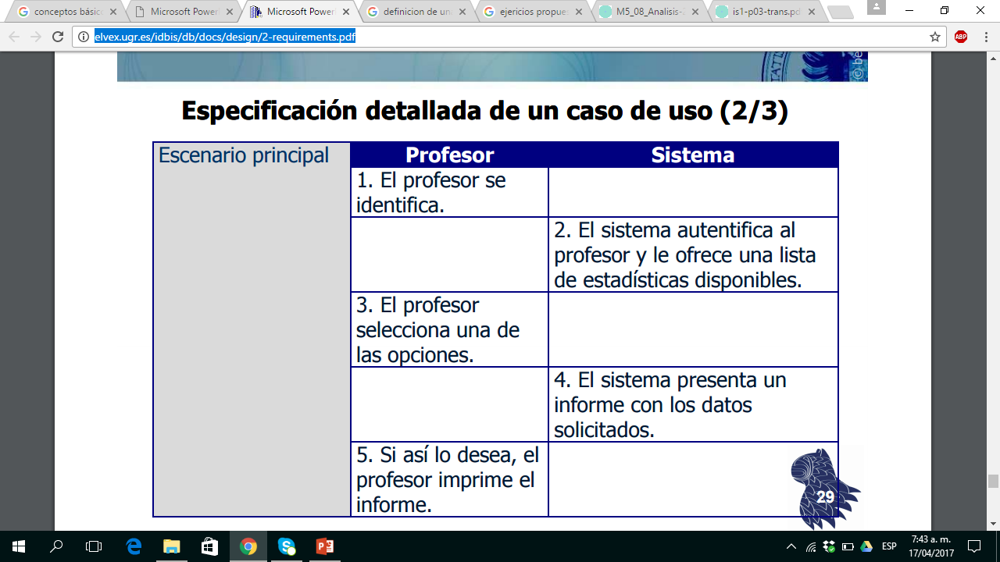 conceptos básic
Microsoft Power
Microsoft Power
definicion de un
ejericios propue
M5_08_Analisis-
is1-p03-trans.pd
elvex.ugr.es/idbis/db/docs/design/2-requirements.pdf
ABP
Especificación detallada de un caso de uso (2/3)
Escenario principal
Profesor
Sistema
1. El profesor se
identifica.
2. El sistema autentifica al
profesor y le ofrece una lista
de estadísticas disponibles.
3. El profesor
selecciona una de
las opciones.
4. El sistema presenta un
informe con los datos
solicitados.
5. Si así lo desea, el
profesor imprime el
informe.
29
ESP
7:43 a. m.
17/04/2017